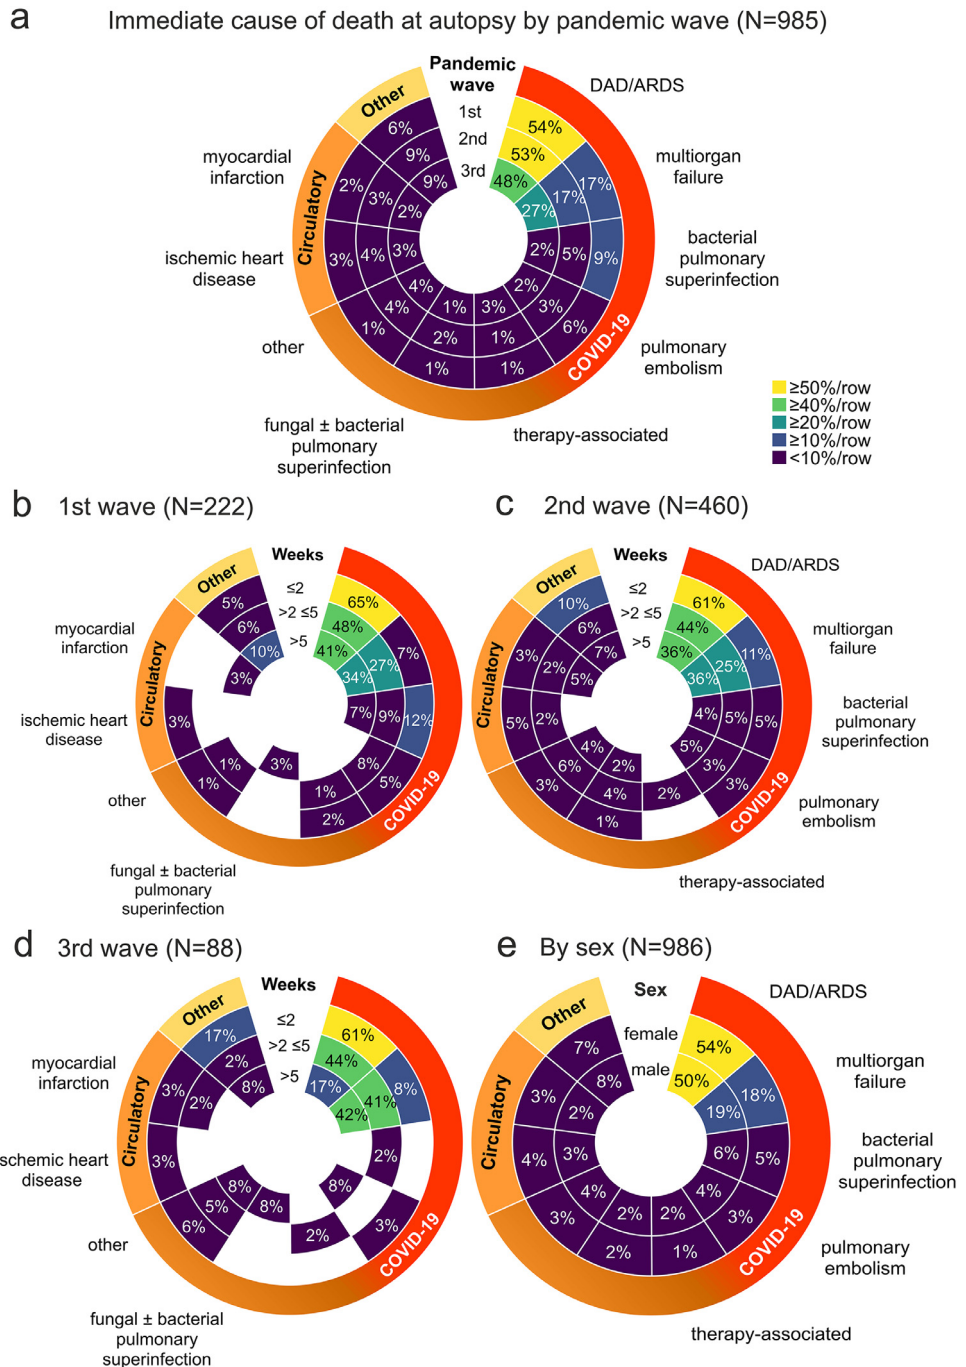 a Immediate cause of death at autopsy by pandemic wave (N=985)
Pandemic
wave
1st
2nd
3rd
DAD/ARDS
multiorgan
failure
bacterial
pulmonary
superinfection
pulmonary
embolism
therapy-associated
fungal ± bacterial
pulmonary
superinfection
other
ischemic heart
disease
myocardial
infarction
Other
Circulatory
COVID-19
54%
17%
9%
6%
1%
1%
1%
3%
2%
6%
53%
17%
5%
3%
1%
2%
4%
4%
3%
9%
48%
27%
2%
2%
3%
1%
4%
3%
2%
9%
≥50%/row
≥40%/row
≥20%/row
≥10%/row
<10%/row
b 1st wave (N=222)
Weeks
≤2
>2 ≤5
>5
Other
Circulatory
COVID-19
myocardial
infarction
ischemic heart
disease
other
fungal ± bacterial
pulmonary
superinfection
65%
7%
12%
5%
2%
1%
3%
5%
48%
27%
9%
8%
1%
1%
6%
41%
34%
7%
3%
3%
10%
c 2nd wave (N=460)
Weeks
≤2
>2 ≤5
>5
Other
Circulatory
COVID-19
DAD/ARDS
multiorgan
failure
bacterial
pulmonary
superinfection
pulmonary
embolism
therapy-associated
61%
11%
5%
3%
1%
3%
5%
3%
10%
44%
25%
5%
3%
2%
4%
6%
2%
2%
6%
36%
36%
4%
5%
2%
4%
5%
7%
d 3rd wave (N=88)
Weeks
≤2
>2 ≤5
>5
Other
Circulatory
COVID-19
myocardial
infarction
schemic heart
disease
other
fungal ± bacterial
pulmonary
superinfection
61%
8%
3%
6%
3%
3%
17%
44%
41%
2%
2%
5%
2%
2%
17%
42%
8%
8%
8%
8%
e By sex (N=986)
Sex
female
male
Other
Circulatory
COVID-19
DAD/ARDS
multiorgan
failure
bacterial
pulmonary
superinfection
pulmonary
embolism
therapy-associated
54%
18%
5%
3%
1%
2%
3%
4%
3%
7%
50%
19%
6%
4%
2%
2%
4%
3%
2%
8%